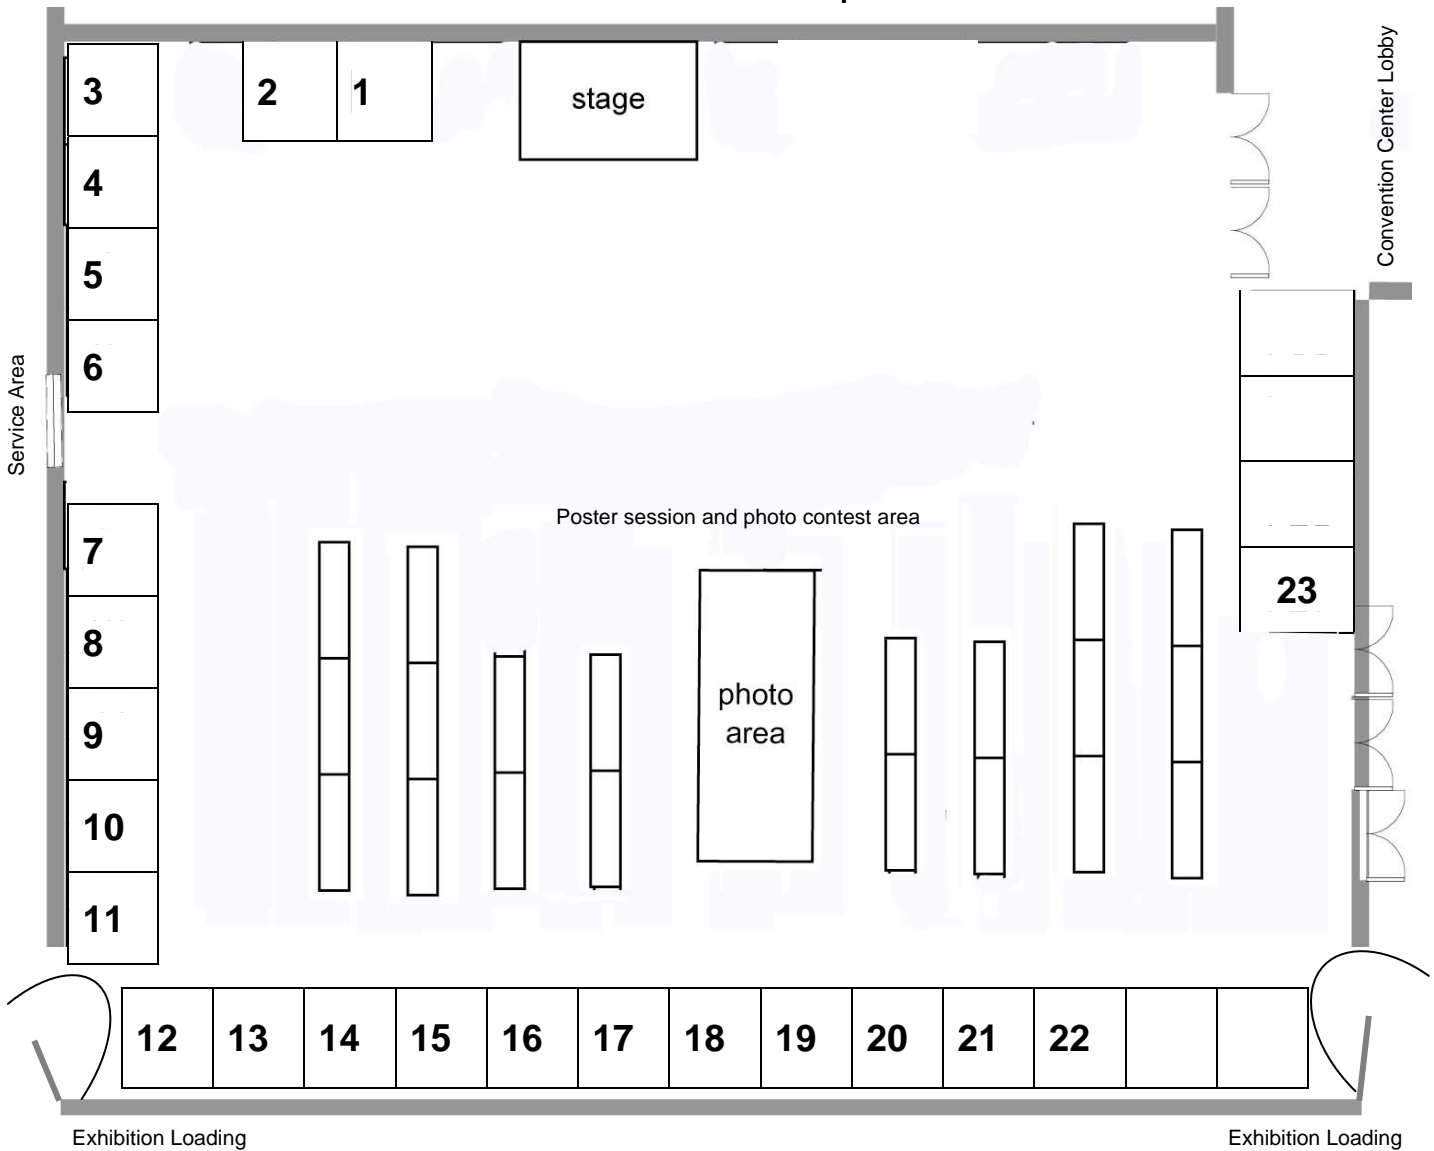 3
2
1
stage
Convention Center Lobby
4
5
6
Service Area
Poster session and photo contest area
7
23
8
photo
area
9
10
11
12
13
14
15
16
17
18
19
20
21
22
Exhibition Loading
Exhibition Loading